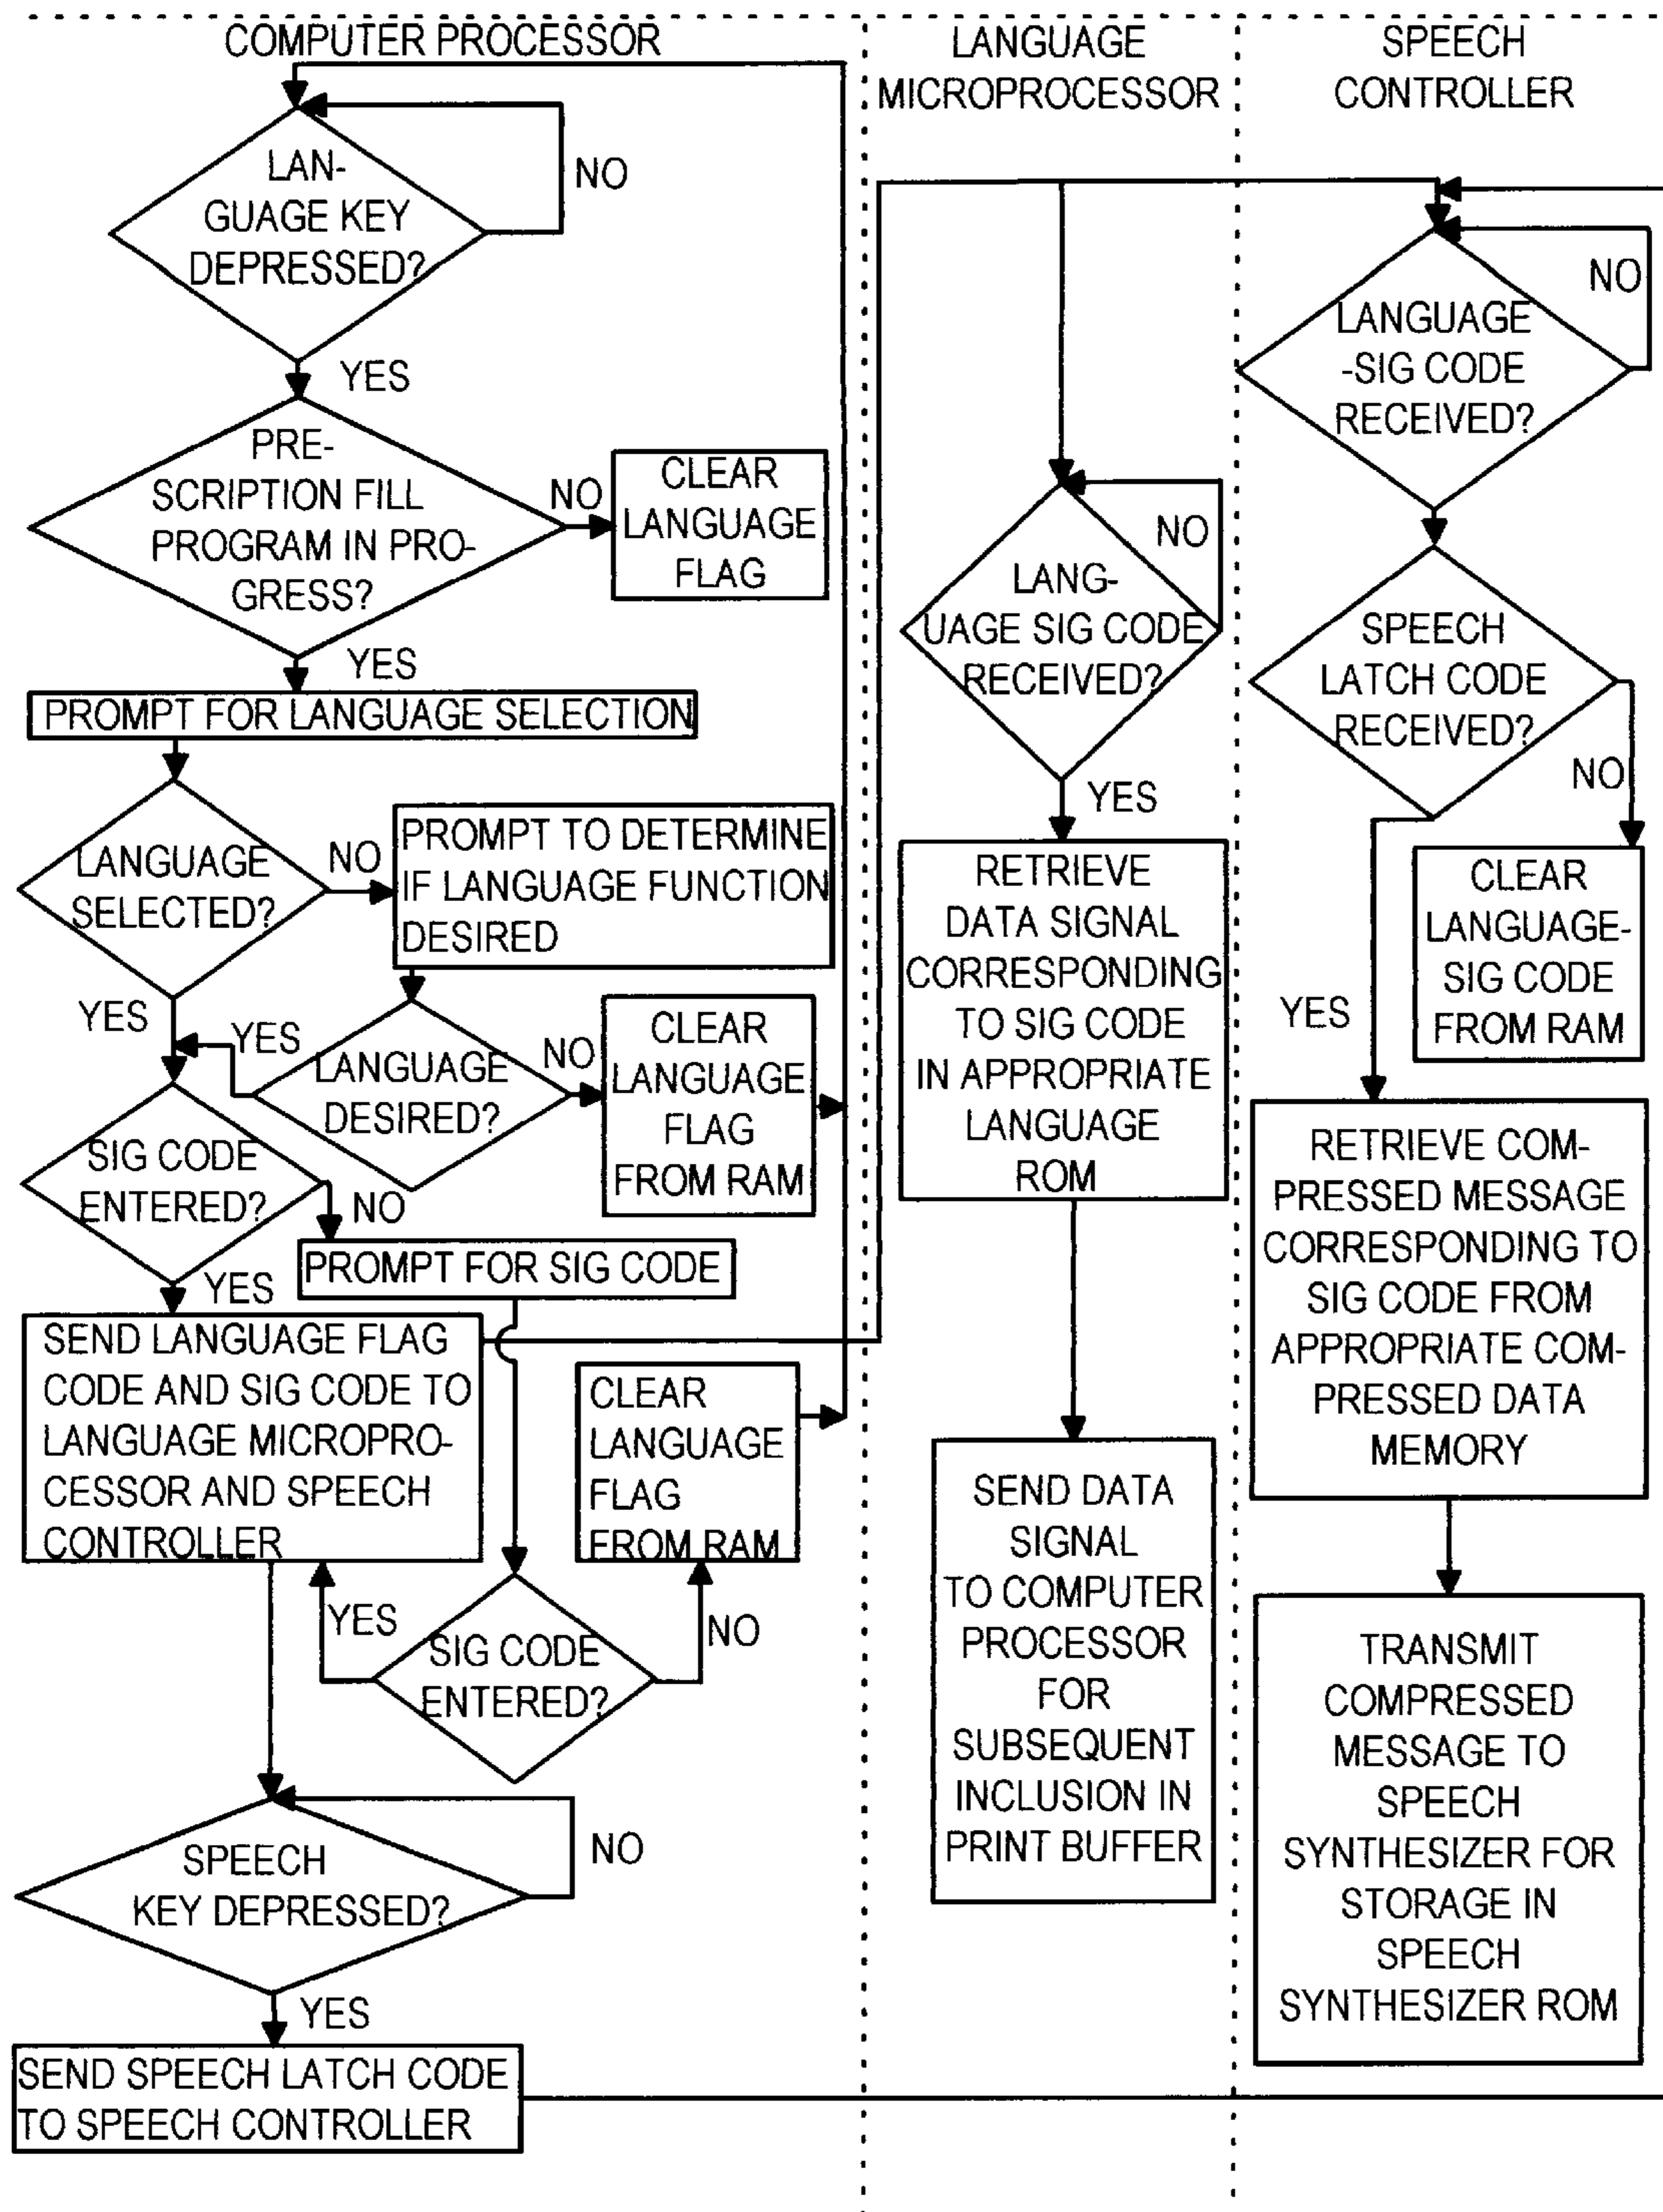 COMPUTER PROCESSOR
LAN-
GUAGE KEY
DEPRESSED?
NO
YES
PRE-
SCRIPTION FILL
PROGRAM IN PRO-
GRESS?
NO
CLEAR
LANGUAGE
FLAG
YES
PROMPT FOR LANGUAGE SELECTION
LANGUAGE
SELECTED?
NO
PROMPT TO DETERMINE
IF LANGUAGE FUNCTION
DESIRED
YES
YES
LANGUAGE
DESIRED?
NO
CLEAR
LANGUAGE
FLAG
FROM RAM
SIG CODE
ENTERED?
NO
PROMPT FOR SIG CODE
YES
SEND LANGUAGE FLAG
CODE AND SIG CODE TO
LANGUAGE MICROPRO-
CESSOR AND SPEECH
CONTROLLER
CLEAR
LANGUAGE
FLAG
FROM RAM
YES
SIG CODE
ENTERED?
NO
SPEECH
KEY DEPRESSED?
NO
YES
SEND SPEECH LATCH CODE
TO SPEECH CONTROLLER
LANGUAGE
MICROPROCESSOR
NO
LANG-
UAGE SIG CODE
RECEIVED?
YES
RETRIEVE
DATA SIGNAL
CORRESPONDING
TO SIG CODE
IN APPROPRIATE
LANGUAGE
ROM
SEND DATA
SIGNAL
TO COMPUTER
PROCESSOR
FOR
SUBSEQUENT
INCLUSION IN
PRINT BUFFER
SPEECH
CONTROLLER
NO
LANGUAGE
-SIG CODE
RECEIVED?
SPEECH
LATCH CODE
RECEIVED?
NO
CLEAR
LANGUAGE-
SIG CODE
FROM RAM
YES
RETRIEVE COM-
PRESSED MESSAGE
CORRESPONDING TO
SIG CODE FROM
APPROPRIATE COM-
PRESSED DATA
MEMORY
TRANSMIT
COMPRESSED
MESSAGE TO
SPEECH
SYNTHESIZER FOR
STORAGE IN
SPEECH
SYNTHESIZER ROM